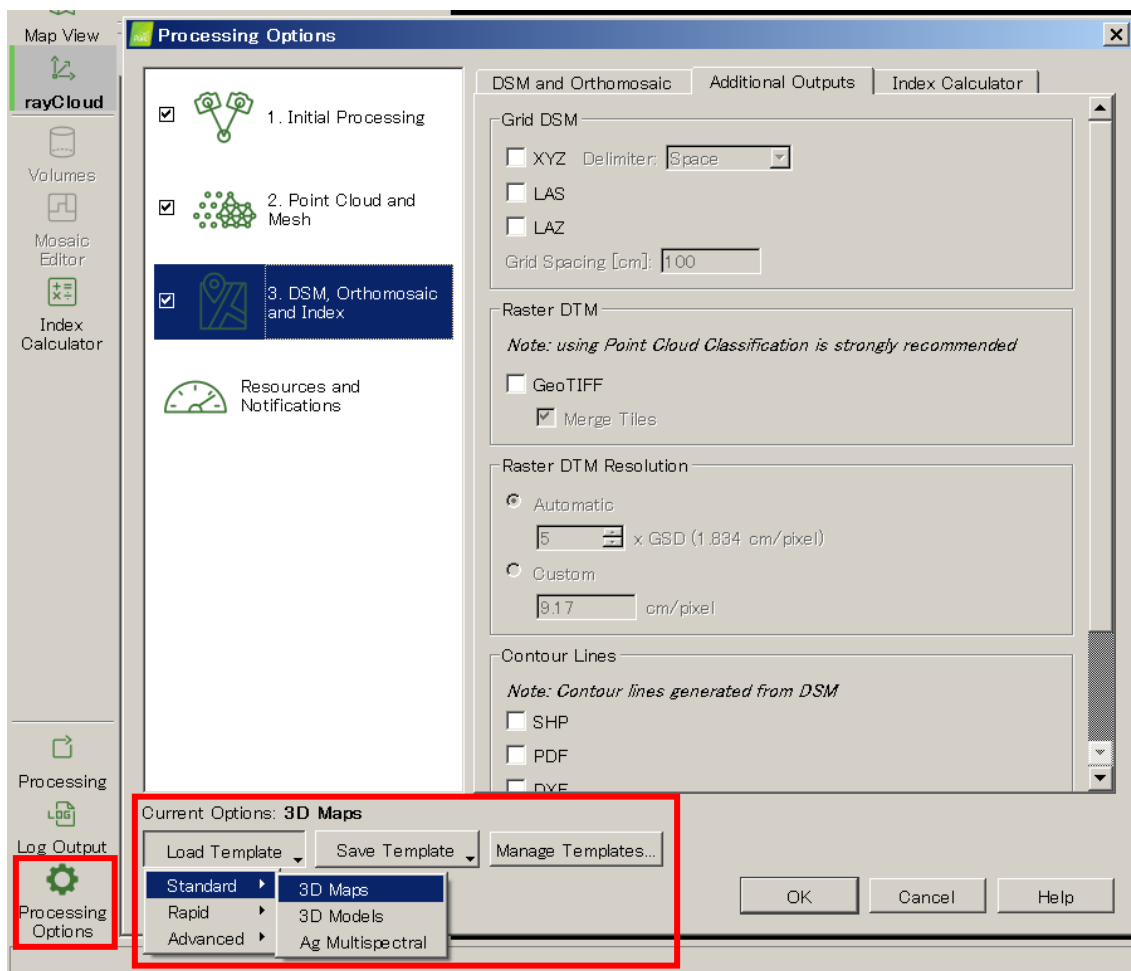 Map View
rayCloud
Volumes
Mosaic
Editor
Index
Calculator
Processing
LOG
Log Output
Processing
Options
Processing Options
1. Initial Processing
2. Point Cloud and
Mesh
3. DSM, Orthomosaic
and Index
Resources and
Notifications
DSM and Orthomosaic
Additional Outputs
Index Calculator
Grid DSM
XYZ Delimiter: Space
LAS
LAZ
Grid Spacing [cm]: 100
Raster DTM
Note: using Point Cloud Classification is strongly recommended
GeoTIFF
Merge Tiles
Raster DTM Resolution
Automatic
5 x GSD (1.834 cm/pixel)
Custom
9.17 cm/pixel
Contour Lines
Note: Contour lines generated from DSM
SHP
PDF
DXF
Current Options: 3D Maps
Load Template
Save Template
Manage Templates...
Standard
Rapid
Advanced
3D Maps
3D Models
Ag Multispectral
OK
Cancel
Help